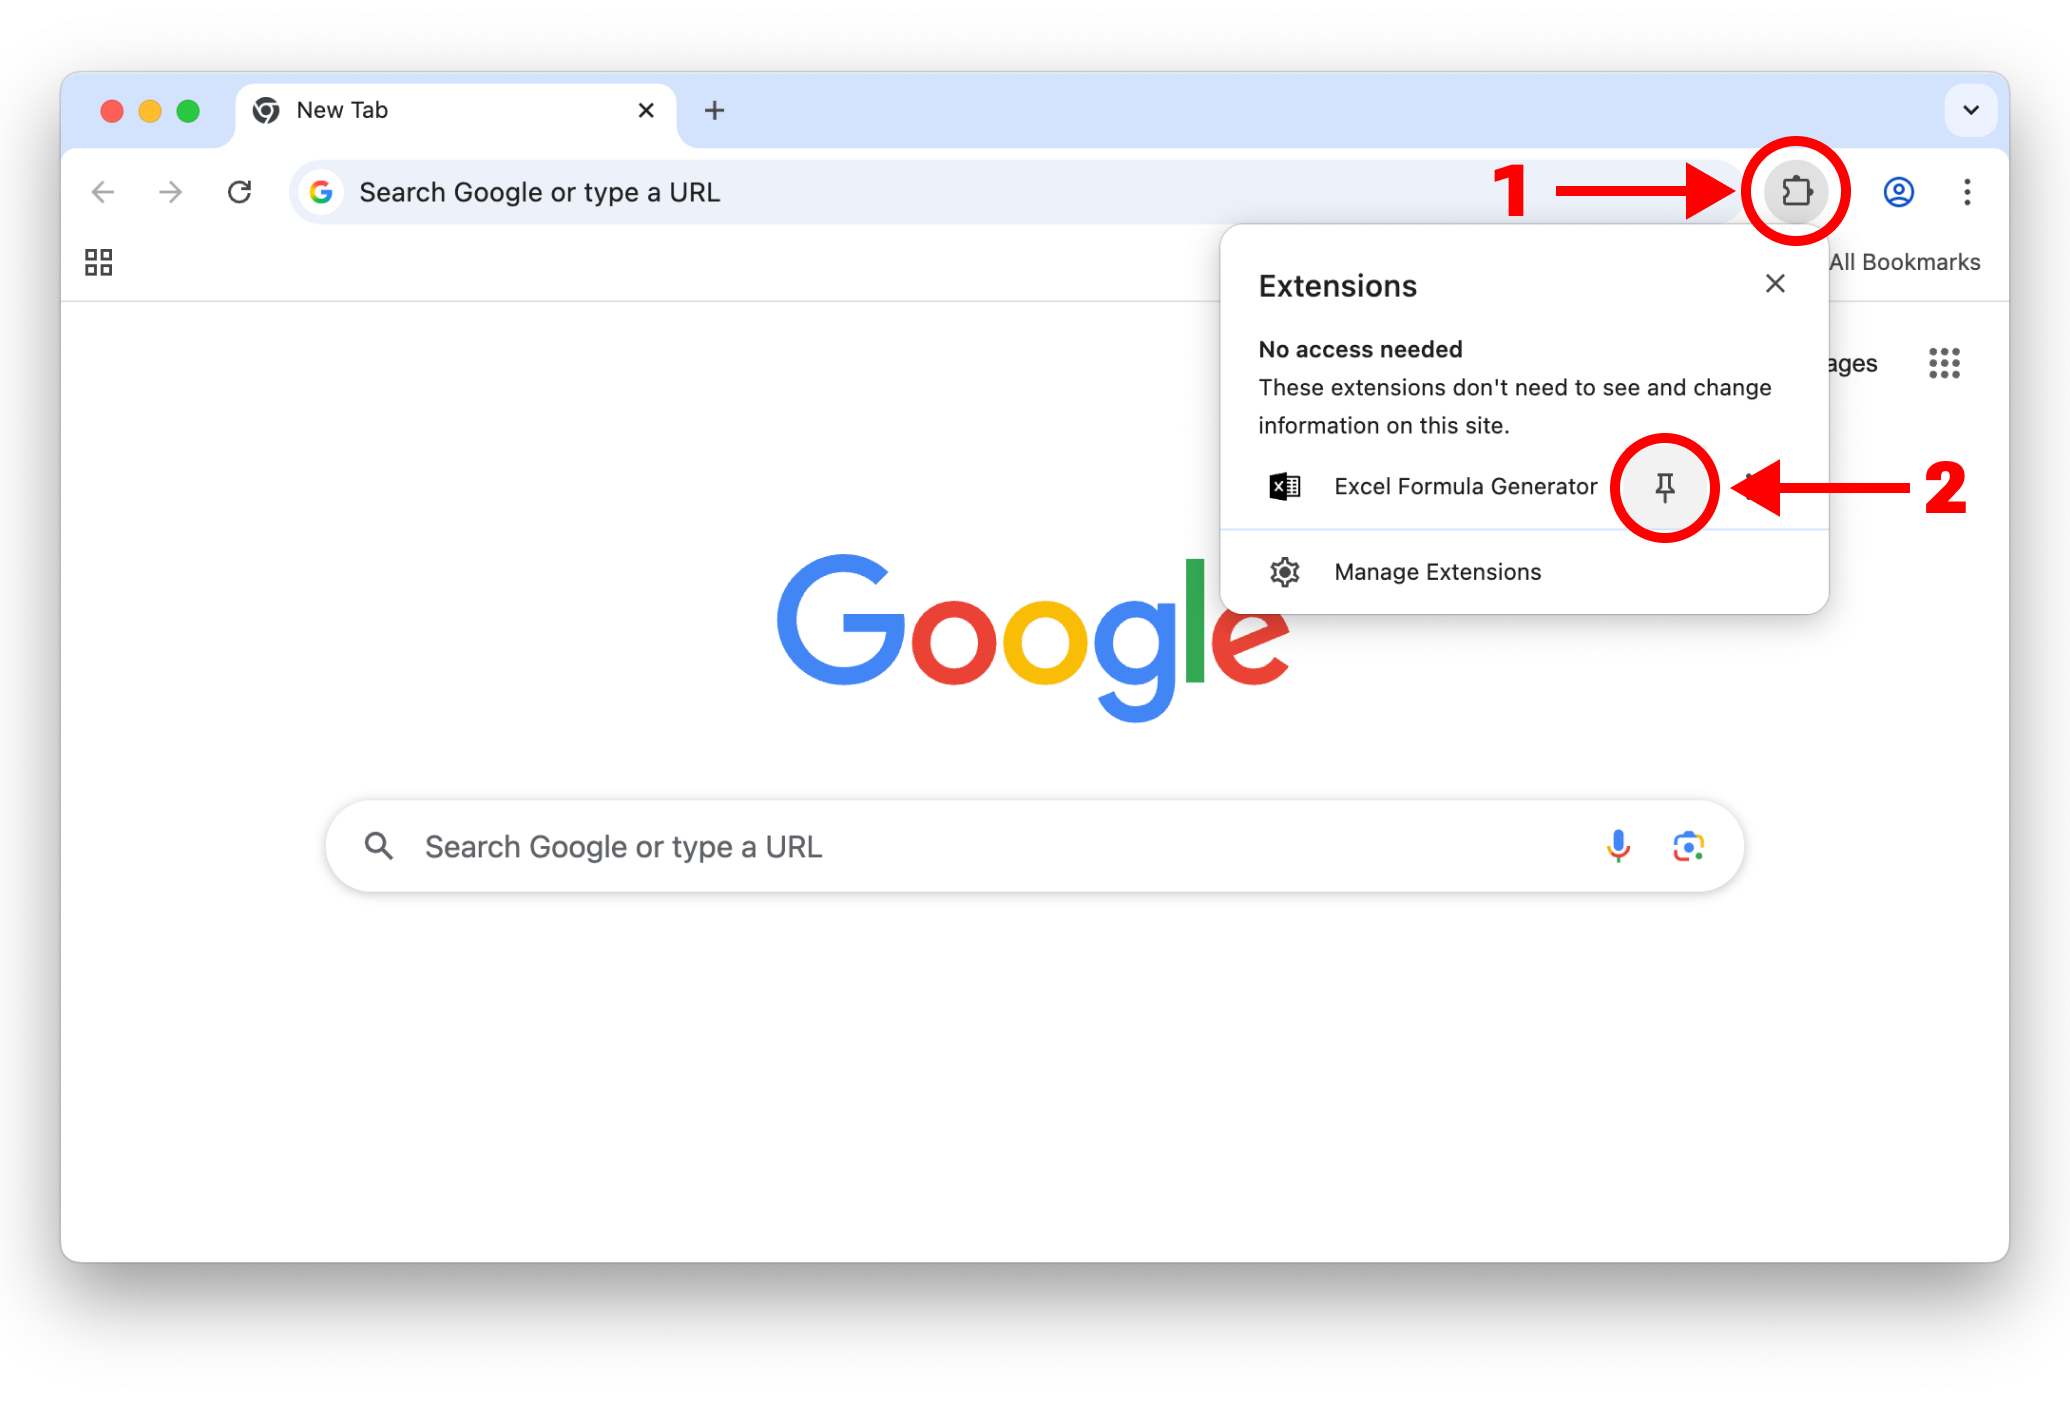 New Tab
Search Google or type a URL
1
All Bookmarks
Extensions
No access needed
These extensions don't need to see and change
information on this site.
ages
Excel Formula Generator
2
Manage Extensions
Google
Search Google or type a URL